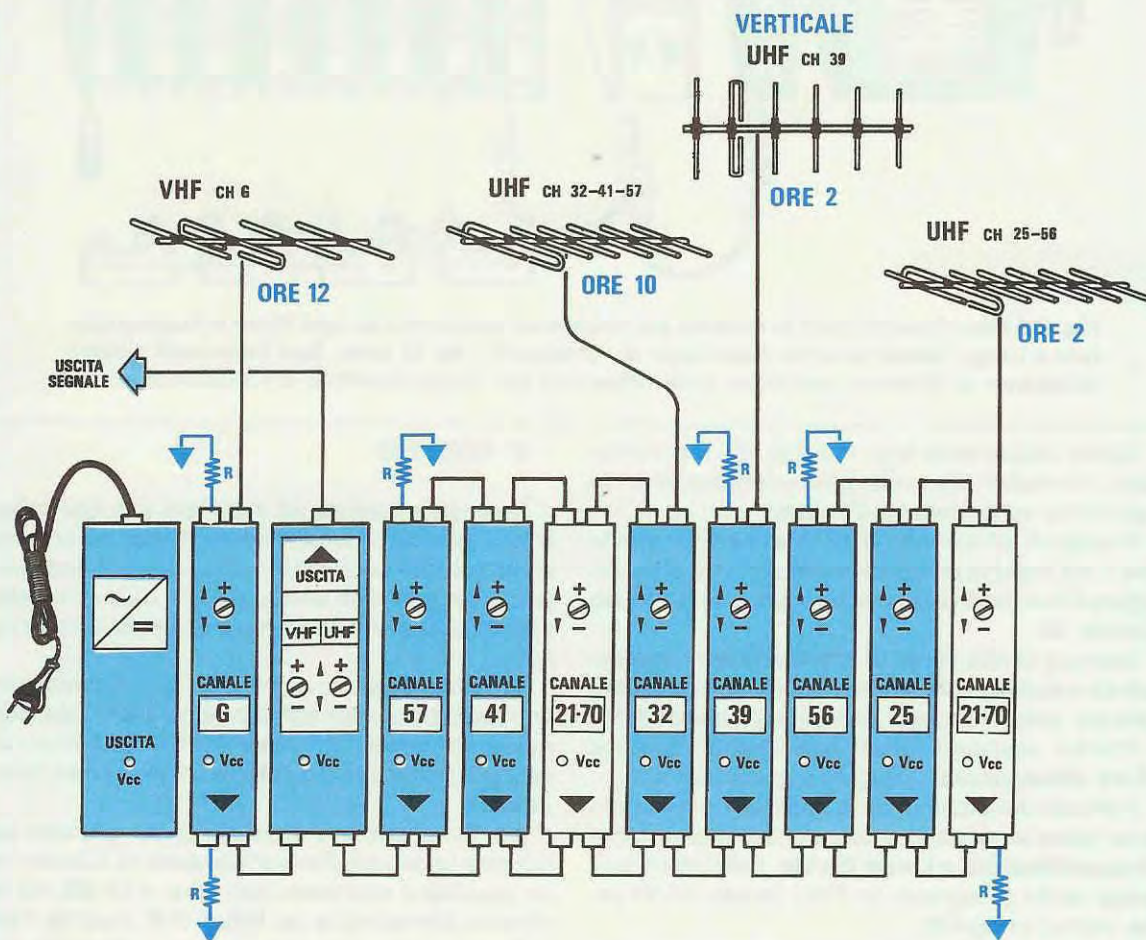 VERTICALE
UHF CH 39
VHF CH G
UHF CH 32-41-57
ORE 2
UHF CH 25-56
ORE 12
ORE 10
ORE 2
USCITA
SEGNALE
R
R
R
R
~
=
USCITA
Vcc
+
-
CANALE
G
Vcc
USCITA
VHF UHF
+ +
- -
Vcc
+
-
CANALE
57
Vcc
+
-
CANALE
41
Vcc
+
-
CANALE
21-70
Vcc
+
-
CANALE
32
Vcc
+
-
CANALE
39
Vcc
+
-
CANALE
56
Vcc
+
-
CANALE
25
Vcc
+
-
CANALE
21-70
Vcc
R
R